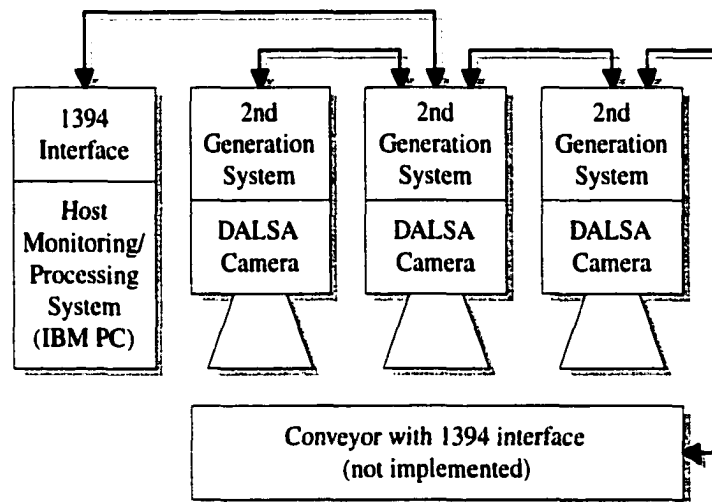 1394
Interface
Host
Monitoring/
Processing
System
(IBM PC)
2nd
Generation
System
DALSA
Camera
2nd
Generation
System
DALSA
Camera
2nd
Generation
System
DALSA
Camera
Conveyor with 1394 interface
(not implemented)